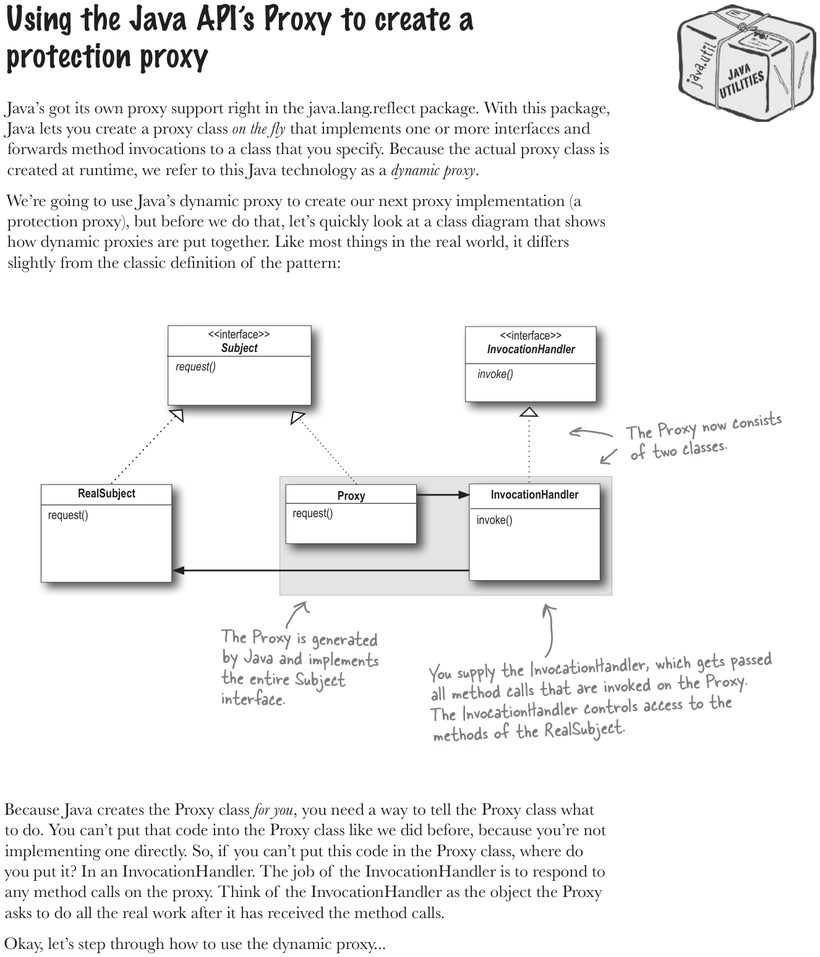 Using the Java API's Proxy to create a
protection proxy
java.util
JAVA
UTILITIES
Java's got its own proxy support right in the java.lang.reflect package. With this package,
Java lets you create a proxy class on the fly that implements one or more interfaces and
forwards method invocations to a class that you specify. Because the actual proxy class is
created at runtime, we refer to this Java technology as a dynamic proxy.
We're going to use Java's dynamic proxy to create our next proxy implementation (a
protection proxy), but before we do that, let's quickly look at a class diagram that shows
how dynamic proxies are put together. Like most things in the real world, it differs
slightly from the classic definition of the pattern:
<<interface>>
Subject
request()
<<interface>>
InvocationHandler
invoke()
The Proxy now consists
of two classes.
RealSubject
request()
Proxy
request()
InvocationHandler
invoke()
The Proxy is generated
by Java and implements
the entire Subject
interface.
You supply the InvocationHandler, which gets passed
all method calls that are invoked on the Proxy.
The InvocationHandler controls access to the
methods of the RealSubject.
Because Java creates the Proxy class for you, you need a way to tell the Proxy class what
to do. You can't put that code into the Proxy class like we did before, because you're not
implementing one directly. So, if you can't put this code in the Proxy class, where do
you put it? In an InvocationHandler. The job of the InvocationHandler is to respond to
any method calls on the proxy. Think of the InvocationHandler as the object the Proxy
asks to do all the real work after it has received the method calls.
Okay, let's step through how to use the dynamic proxy...